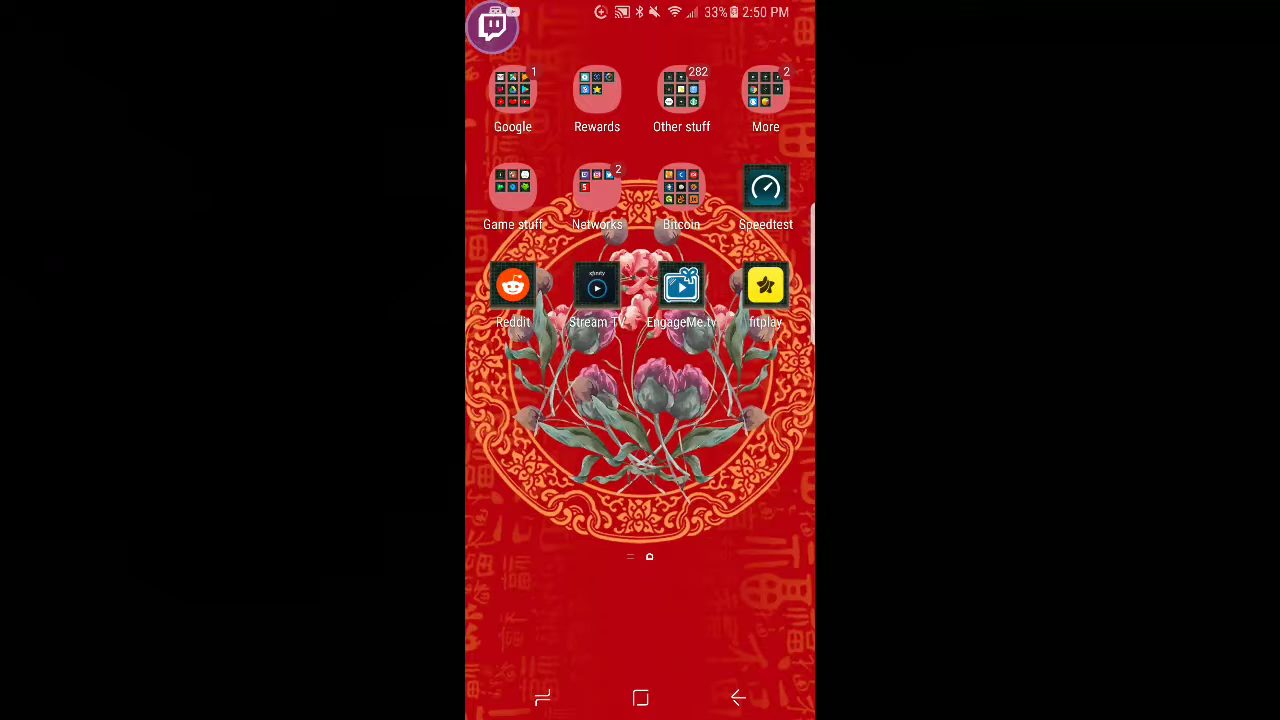 33% 2:50 PM
1 282 2
Google Rewards Other stuff More
2
Game stuff Networks Bitcoin Speedtest
xfinity
Reddit Stream TV EngageMe.tv fitplay